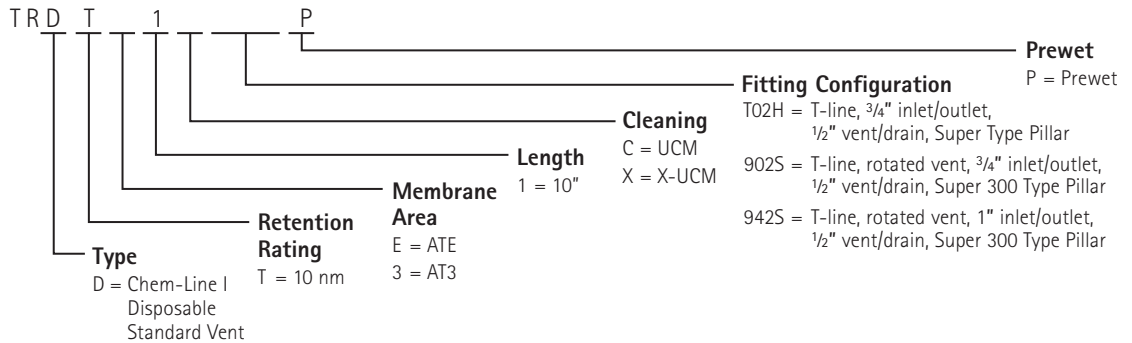 T R D T 1 P
Prewet
P = Prewet
Fitting Configuration
T02H = T-line, 3/4" inlet/outlet,
1/2" vent/drain, Super Type Pillar
902S = T-line, rotated vent, 3/4" inlet/outlet,
1/2" vent/drain, Super 300 Type Pillar
942S = T-line, rotated vent, 1" inlet/outlet,
1/2" vent/drain, Super 300 Type Pillar
Cleaning
C = UCM
X = X-UCM
Length
1 = 10"
Membrane
Area
E = ATE
3 = AT3
Retention
Rating
T = 10 nm
Type
D = Chem-Line I
Disposable
Standard Vent